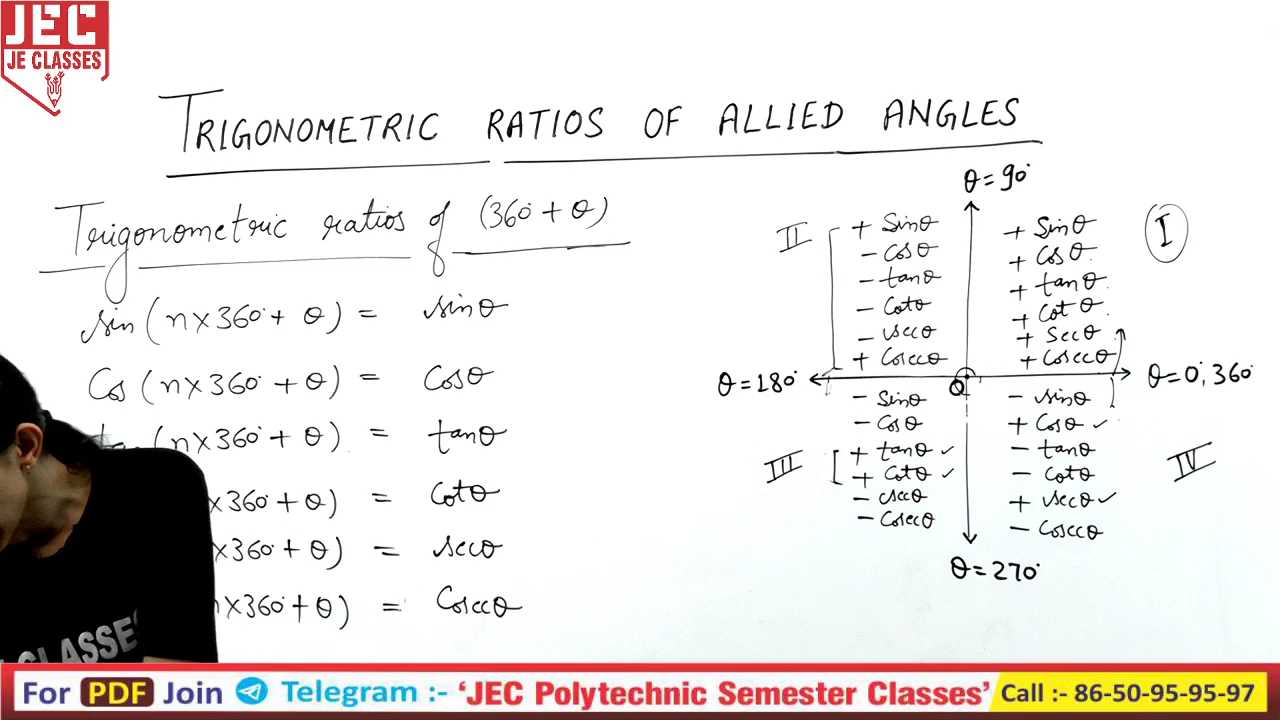 JEC
JE CLASSES
TRIGONOMETRIC RATIOS OF ALLIED ANGLES
Trigonometric ratios of (360° + θ)
sin (n×360° + θ) = sinθ
Cos (n×360° + θ) = Cosθ
(n×360° + θ) = tanθ
×360° + θ) = Cotθ
×360° + θ) = secθ
×360° + θ) = Cosecθ
θ = 90°
II
+ Sinθ
- Cosθ
- tanθ
- Cotθ
- secθ
+ Cosecθ
I
+ Sinθ
+ Cosθ
+ tanθ
+ Cotθ
+ Secθ
+ Cosecθ
θ = 180°
O
θ = 0°, 360°
III
- Sinθ
- Cosθ
+ tanθ ✓
+ Cotθ ✓
- secθ
- Cosecθ
IV
- sinθ
+ Cosθ ✓
- tanθ
- Cotθ
+ secθ ✓
- Cosecθ
θ = 270°
CLASSES
For PDF Join Telegram :- ‘JEC Polytechnic Semester Classes’ Call :- 86-50-95-95-97